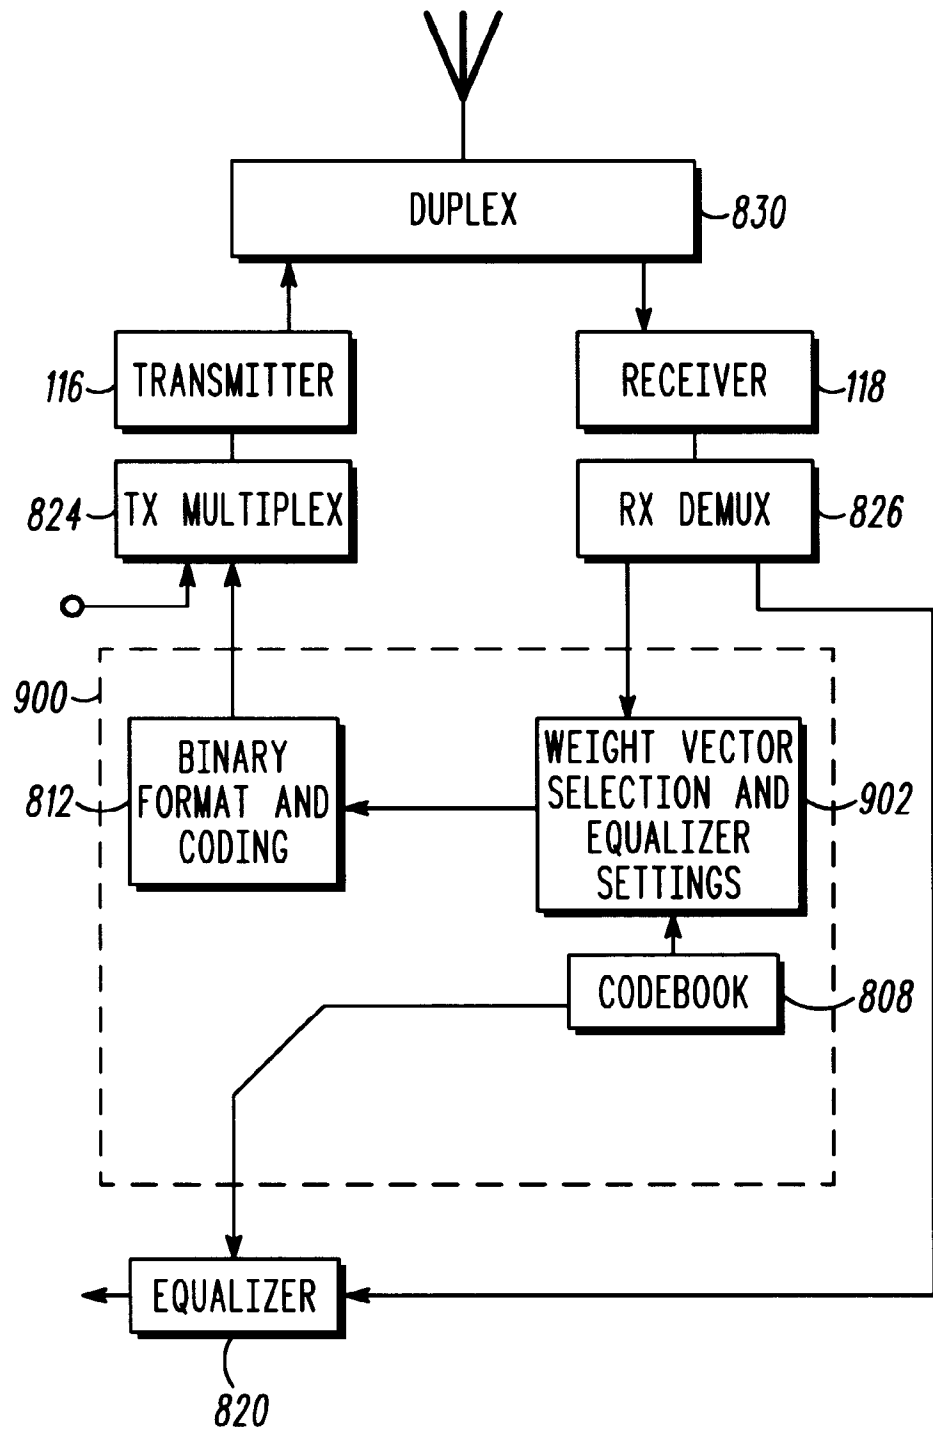 DUPLEX
830
TRANSMITTER
116
RECEIVER
118
TX MULTIPLEX
824
RX DEMUX
826
900
BINARY
FORMAT AND
CODING
812
WEIGHT VECTOR
SELECTION AND
EQUALIZER
SETTINGS
902
CODEBOOK
808
EQUALIZER
820